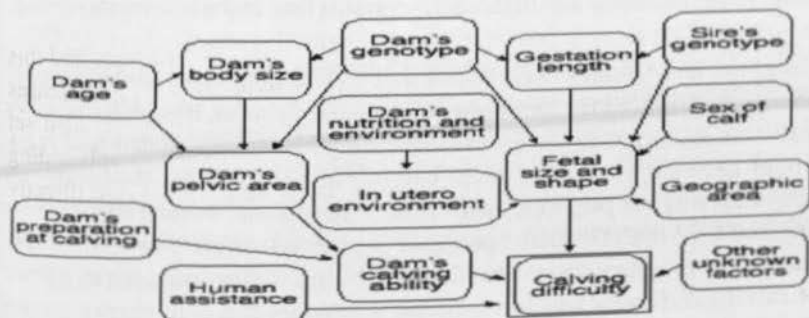 Dam's
age
Dam's
body size
Dam's
genotype
Gestation
length
Sire's
genotype
Dam's
nutrition and
environment
Sex of
calf
Dam's
pelvic area
In utero
environment
Fetal
size and
shape
Geographic
area
Dam's
preparation
at calving
Dam's
calving
ability
Human
assistance
Calving
difficulty
Other
unknown
factors